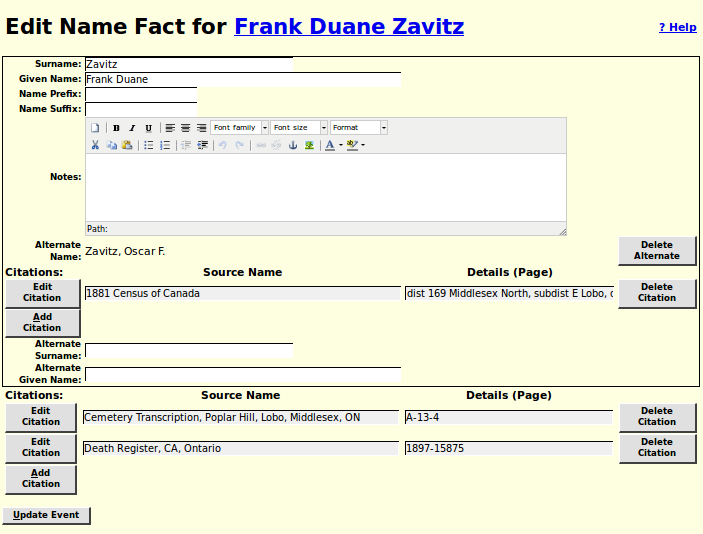 Edit Name Fact for Frank Duane Zavitz
? Help
Surname: Zavitz
Given Name: Frank Duane
Name Prefix:
Name Suffix:
B I U Font family Font size Format
A ab
Notes:
Path:
Alternate Name: Zavitz, Oscar F. Delete Alternate
Citations: Source Name Details (Page)
Edit Citation 1881 Census of Canada dist 169 Middlesex North, subdist E Lobo, Delete Citation
Add Citation
Alternate Surname:
Alternate Given Name:
Citations: Source Name Details (Page)
Edit Citation Cemetery Transcription, Poplar Hill, Lobo, Middlesex, ON A-13-4 Delete Citation
Edit Citation Death Register, CA, Ontario 1897-15875 Delete Citation
Add Citation
Update Event